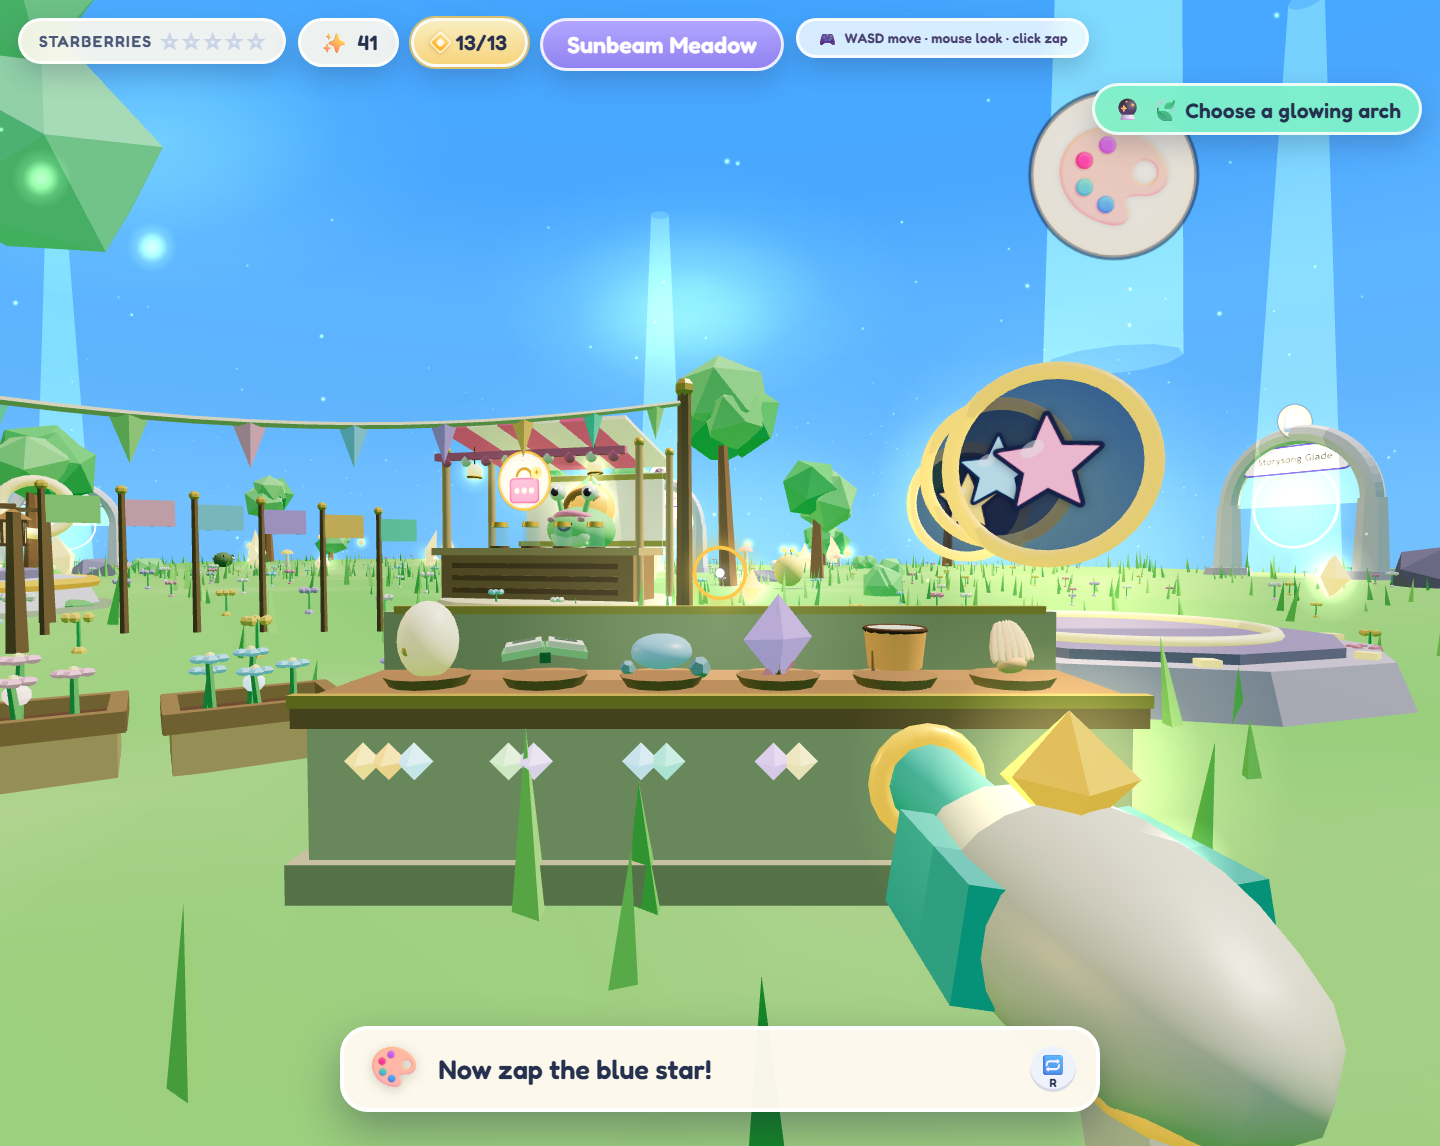 STARBERRIES
41
13/13
Sunbeam Meadow
WASD move · mouse look · click zap
Choose a glowing arch
Storysong Glade
Now zap the blue star!
R